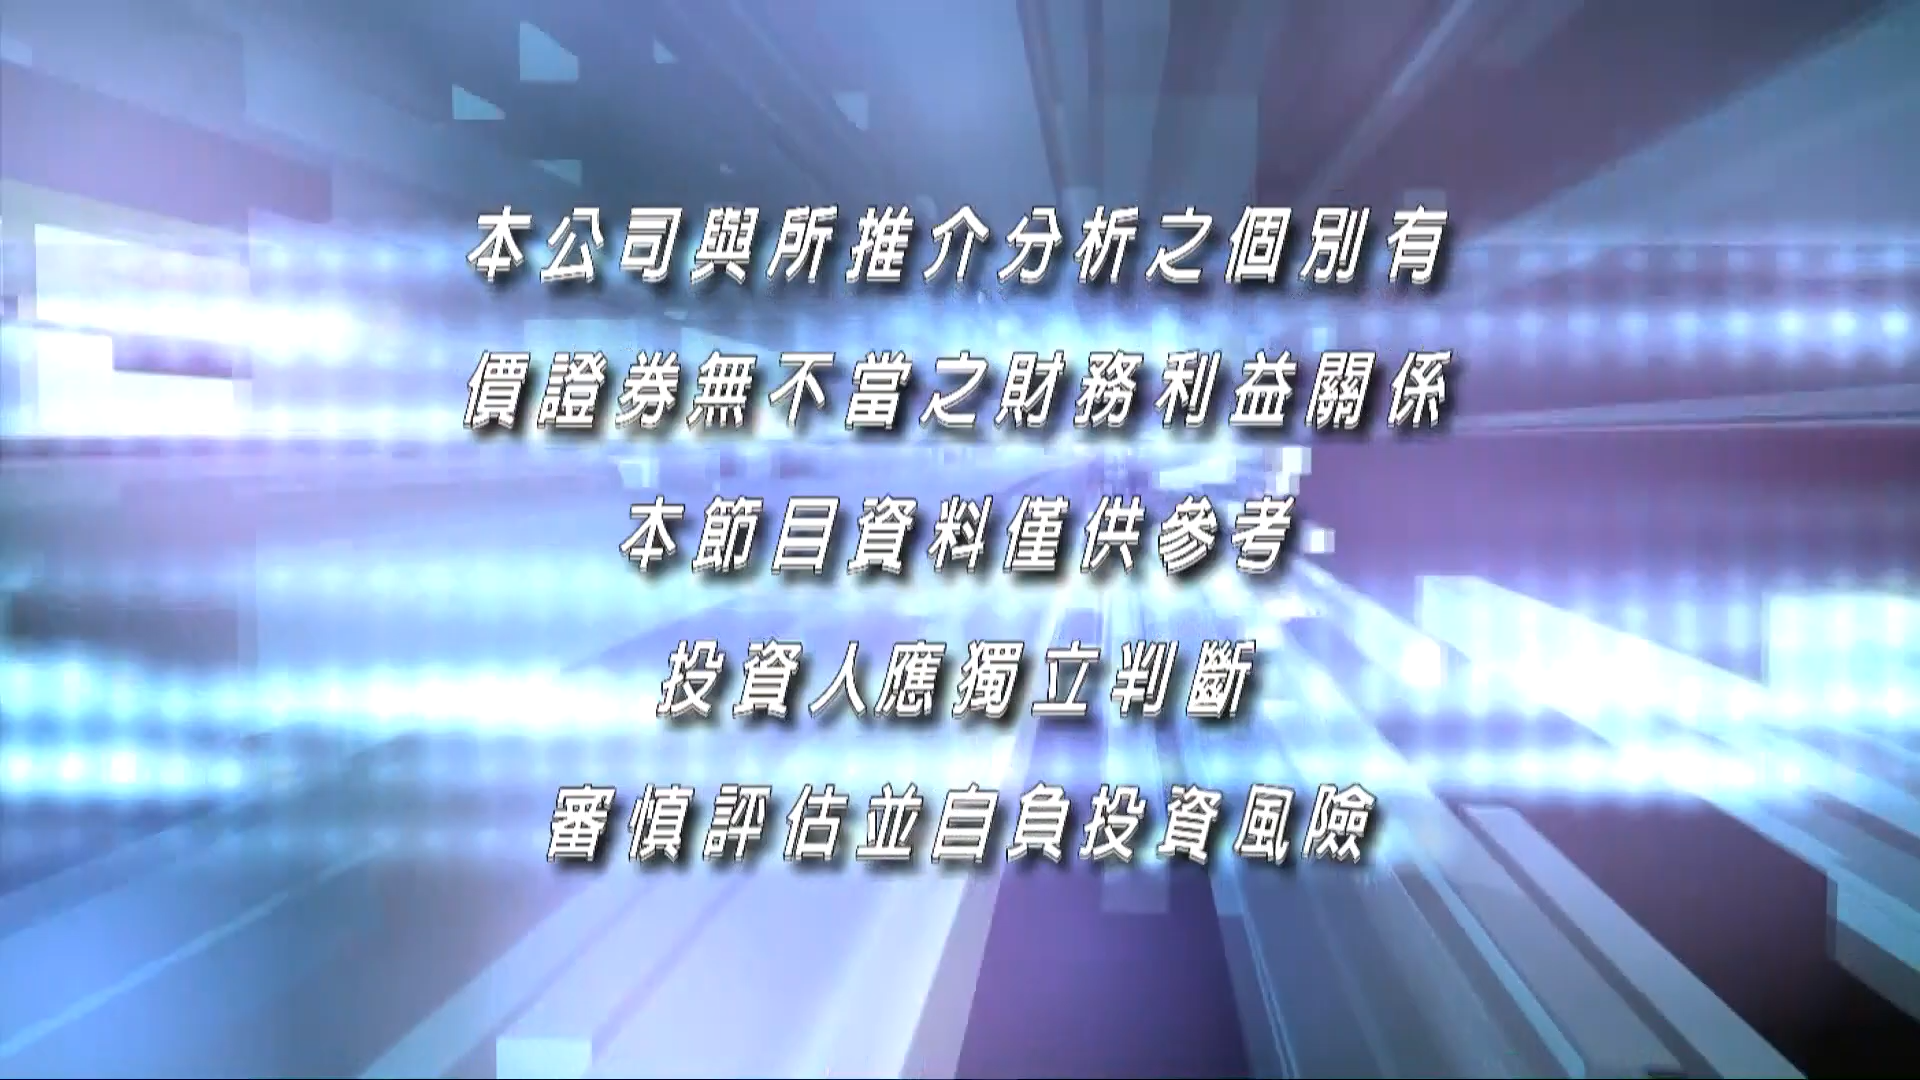 本公司與所推介分析之個別有
價證券無不當之財務利益關係
本節目資料僅供參考
投資人應獨立判斷
審慎評估並自負投資風險